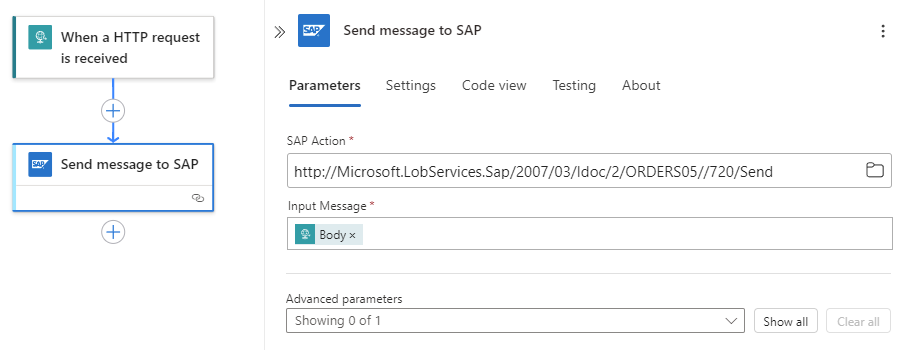 When a HTTP request
is received
Send message to SAP
SAP
Send message to SAP
Parameters Settings Code view Testing About
SAP Action *
http://Microsoft.LobServices.Sap/2007/03/Idoc/2/ORDERS05//720/Send
Input Message *
Body ×
Advanced parameters
Showing 0 of 1
Show all
Clear all